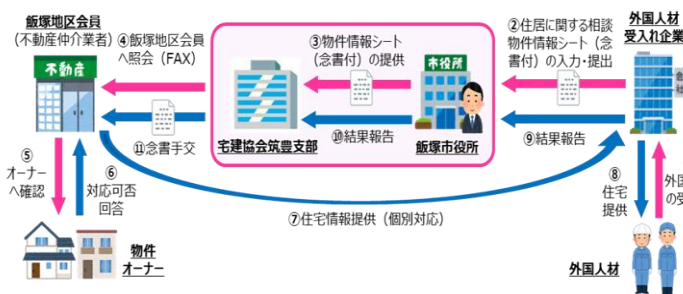 飯塚地区会員
(不動産仲介業者)
不動産
④飯塚地区会員
へ照会（FAX）
③物件情報シート
（念書付）の提供
②住居に関する相談
物件情報シート（念
書付）の入力・提出
外国人材
受入れ企業
市役所
宅建協会筑豊支部
飯塚市役所
⑪念書手交
⑩結果報告
⑨結果報告
⑤
オーナー
へ確認
⑥
対応可否
回答
⑦住宅情報提供（個別対応）
⑧
住宅
提供
外国
の受
物件
オーナー
外国人材